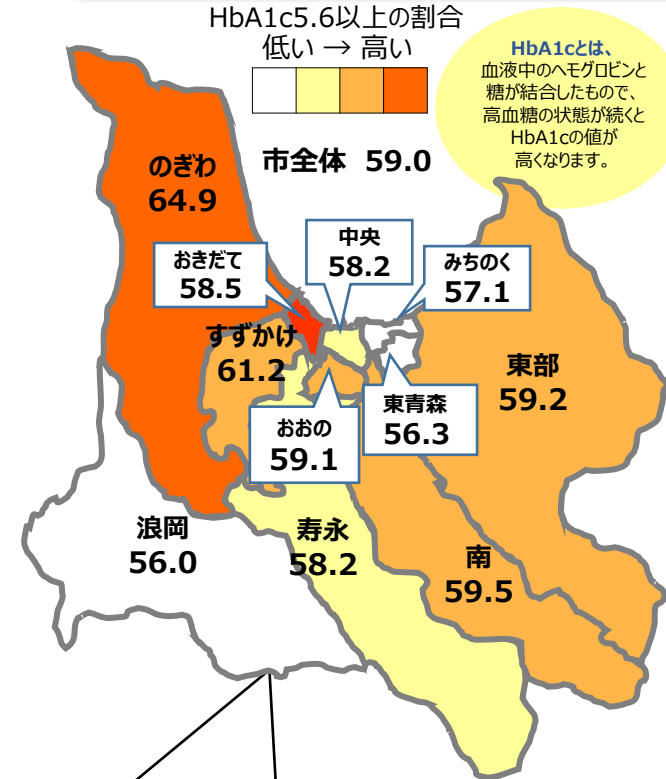 HbA1c5.6以上の割合
低い → 高い
HbA1cとは、
血液中のヘモグロビンと
糖が結合したもので、
高血糖の状態が続くと
HbA1cの値が
高くなります。
市全体 59.0
のぎわ
64.9
中央
58.2
おきだて
58.5
みちのく
57.1
すずかけ
61.2
東部
59.2
東青森
56.3
おおの
59.1
浪岡
56.0
寿永
58.2
南
59.5